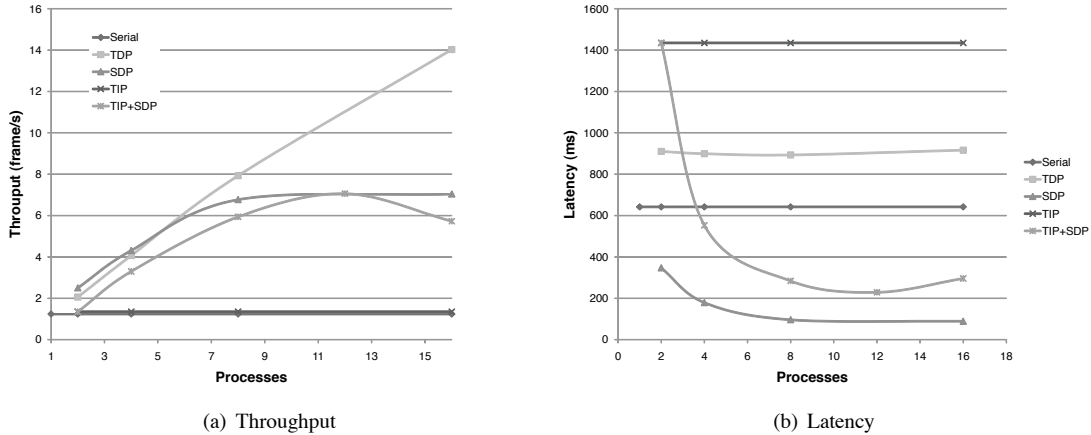 16
14
12
10
8
6
4
2
0
Throuput (frame/s)
Serial
TDP
SDP
TIP
TIP+SDP
1 3 5 7 9 11 13 15
Processes
(a) Throughput
1600
1400
1200
1000
800
600
400
200
0
Latency (ms)
0 2 4 6 8 10 12 14 16 18
Processes
Serial
TDP
SDP
TIP
TIP+SDP
(b) Latency